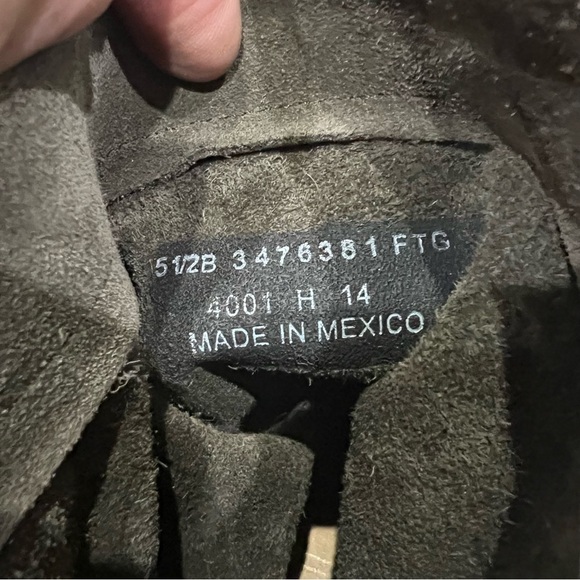 5 1/2B 3476381 FTG
4001 H 14
MADE IN MEXICO